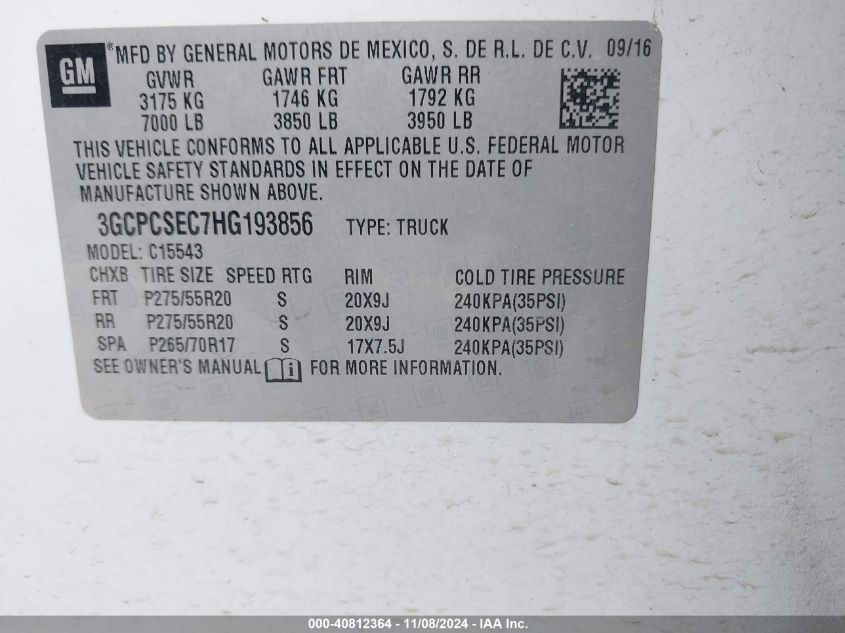 GM
® MFD BY GENERAL MOTORS DE MEXICO, S. DE R.L. DE C.V. 09/16
GVWR GAWR FRT GAWR RR
3175 KG 1746 KG 1792 KG
7000 LB 3850 LB 3950 LB
THIS VEHICLE CONFORMS TO ALL APPLICABLE U.S. FEDERAL MOTOR
VEHICLE SAFETY STANDARDS IN EFFECT ON THE DATE OF
MANUFACTURE SHOWN ABOVE.
3GCPCSEC7HG193856 TYPE: TRUCK
MODEL: C15543
CHXB TIRE SIZE SPEED RTG RIM COLD TIRE PRESSURE
FRT P275/55R20 S 20X9J 240KPA(35PSI)
RR P275/55R20 S 20X9J 240KPA(35PSI)
SPA P265/70R17 S 17X7.5J 240KPA(35PSI)
SEE OWNER'S MANUAL FOR MORE INFORMATION.
000-40812364 - 11/08/2024 - IAA Inc.